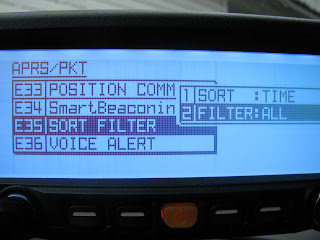 APRS/PKT
E33 POSITION COMM
E34 SmartBeaconin
E35 SORT FILTER
E36 VOICE ALERT
1 SORT :TIME
2 FILTER:ALL